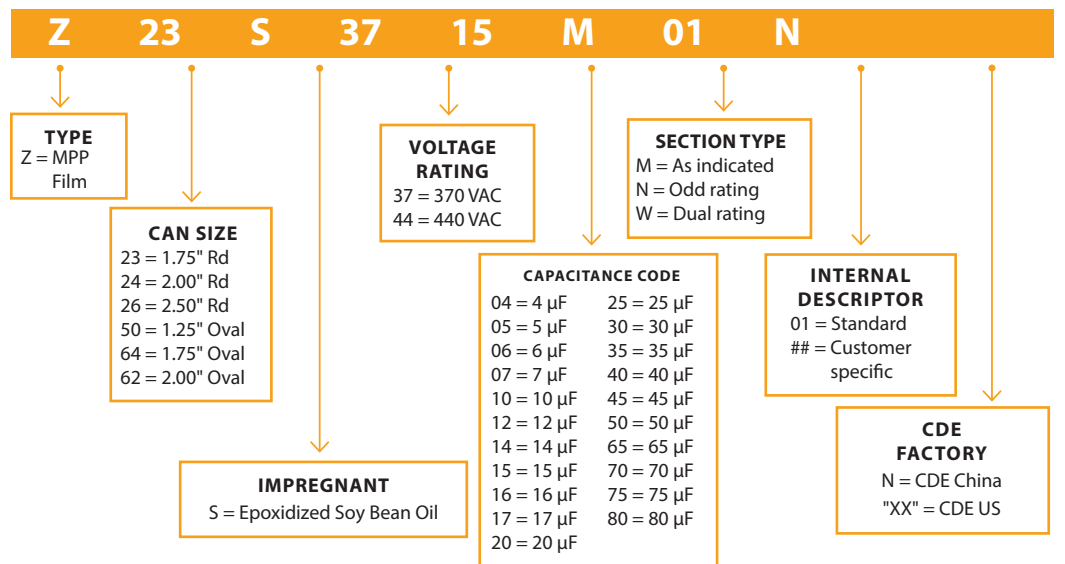 Z 23 S 37 15 M 01 N
TYPE
Z = MPP
Film
CAN SIZE
23 = 1.75" Rd
24 = 2.00" Rd
26 = 2.50" Rd
50 = 1.25" Oval
64 = 1.75" Oval
62 = 2.00" Oval
IMPREGNANT
S = Epoxidized Soy Bean Oil
VOLTAGE
RATING
37 = 370 VAC
44 = 440 VAC
CAPACITANCE CODE
04 = 4 µF 25 = 25 µF
05 = 5 µF 30 = 30 µF
06 = 6 µF 35 = 35 µF
07 = 7 µF 40 = 40 µF
10 = 10 µF 45 = 45 µF
12 = 12 µF 50 = 50 µF
14 = 14 µF 65 = 65 µF
15 = 15 µF 70 = 70 µF
16 = 16 µF 75 = 75 µF
17 = 17 µF 80 = 80 µF
20 = 20 µF
SECTION TYPE
M = As indicated
N = Odd rating
W = Dual rating
INTERNAL
DESCRIPTOR
01 = Standard
## = Customer
specific
CDE
FACTORY
N = CDE China
"XX" = CDE US